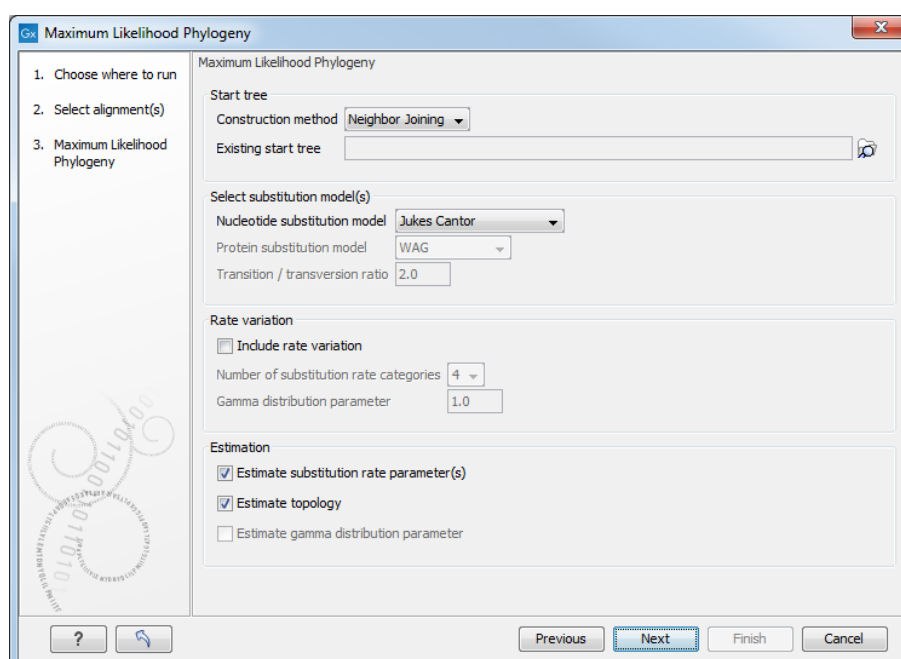 Gx Maximum Likelihood Phylogeny
1. Choose where to run
2. Select alignment(s)
3. Maximum Likelihood
Phylogeny
Maximum Likelihood Phylogeny
Start tree
Construction method Neighbor Joining
Existing start tree
Select substitution model(s)
Nucleotide substitution model Jukes Cantor
Protein substitution model WAG
Transition / transversion ratio 2.0
Rate variation
Include rate variation
Number of substitution rate categories 4
Gamma distribution parameter 1.0
Estimation
Estimate substitution rate parameter(s)
Estimate topology
Estimate gamma distribution parameter
? Previous Next Finish Cancel